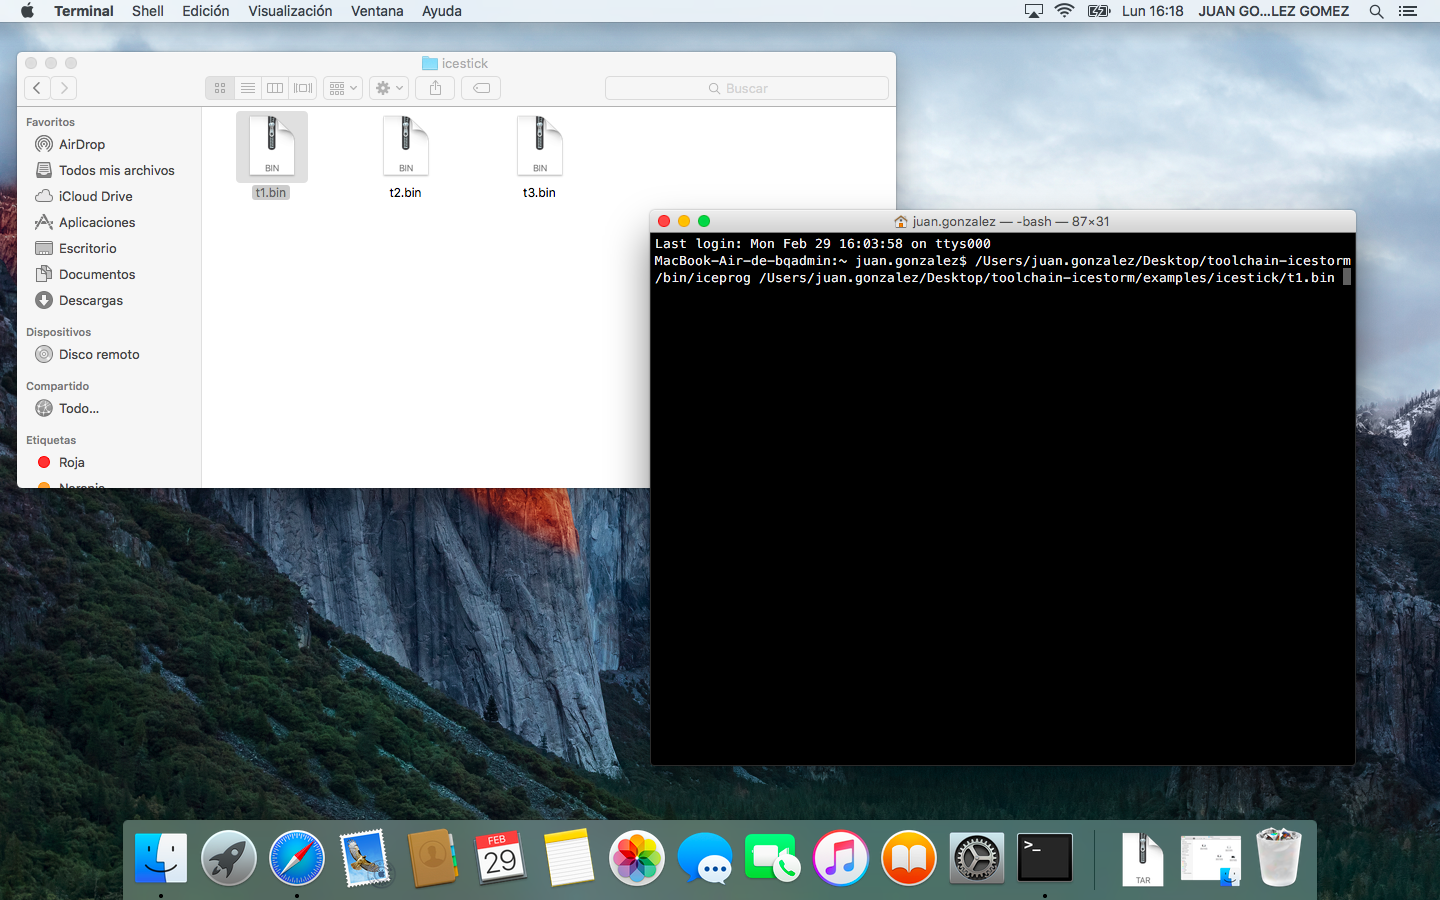 Terminal Shell Edición Visualización Ventana Ayuda Lun 16:18 JUAN GO...LEZ GOMEZ
icestick
Buscar
Favoritos
AirDrop
Todos mis archivos
iCloud Drive
Aplicaciones
Escritorio
Documentos
Descargas
Dispositivos
Disco remoto
Compartido
Todo...
Etiquetas
Roja
Naranja
BIN BIN BIN
t1.bin t2.bin t3.bin
juan.gonzalez — -bash — 87×31
Last login: Mon Feb 29 16:03:58 on ttys000
MacBook-Air-de-bqadmin:~ juan.gonzalez$ /Users/juan.gonzalez/Desktop/toolchain-icestorm
/bin/iceprog /Users/juan.gonzalez/Desktop/toolchain-icestorm/examples/icestick/t1.bin
FEB
29
>_
TAR